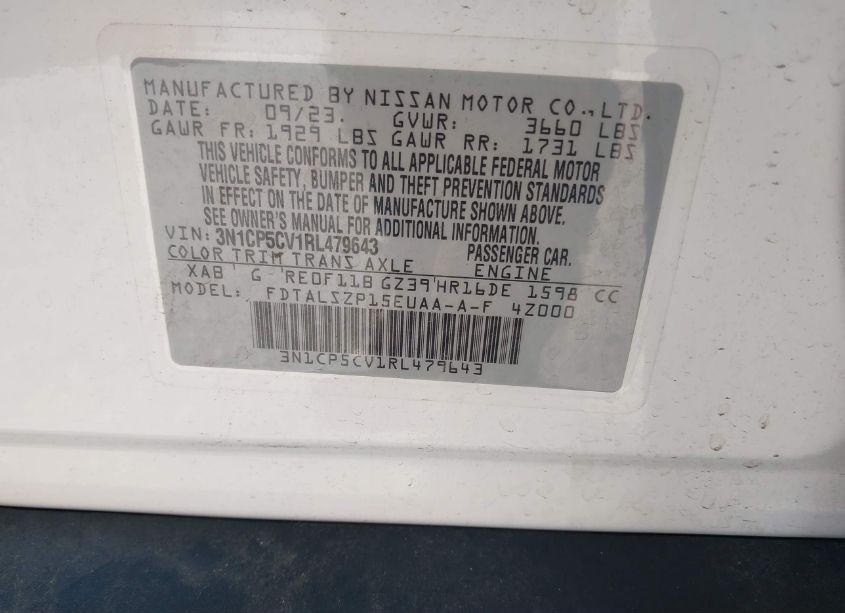 MANUFACTURED BY NISSAN MOTOR CO., LTD.
DATE: 09/23. GVWR: 3660 LBS
GAWR FR: 1929 LBS GAWR RR: 1731 LBS
THIS VEHICLE CONFORMS TO ALL APPLICABLE FEDERAL MOTOR
VEHICLE SAFETY, BUMPER AND THEFT PREVENTION STANDARDS
IN EFFECT ON THE DATE OF MANUFACTURE SHOWN ABOVE.
SEE OWNER'S MANUAL FOR ADDITIONAL INFORMATION.
VIN: 3N1CP5CV1RL479643 PASSENGER CAR.
COLOR TRIM TRANS AXLE ENGINE
XAB G RE0F11B GZ39 HR16DE 1598 CC
MODEL: FDTALSZP15EUAA-A-F 4Z000
3N1CP5CV1RL479643